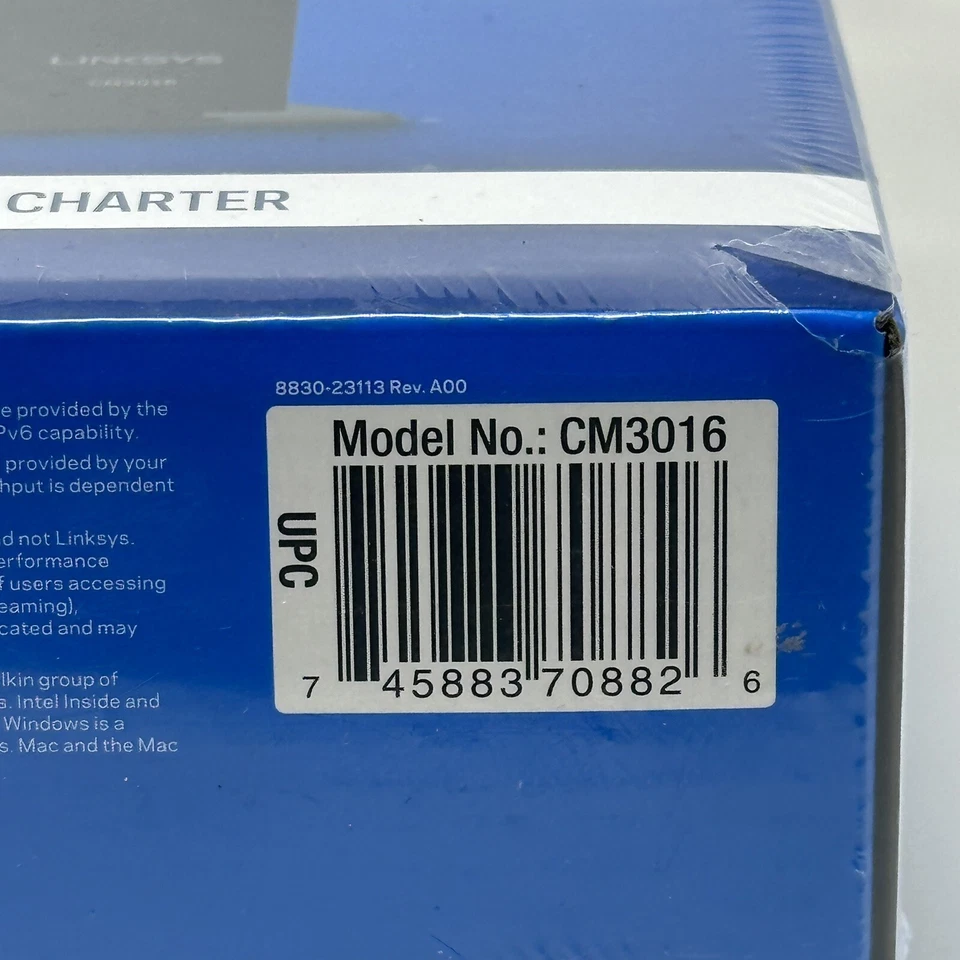 LINKSYS
CM3016
CHARTER
8830-23113 Rev. A00
e provided by the
Pv6 capability.
provided by your
hput is dependent
d not Linksys.
erformance
f users accessing
eaming),
cated and may
lkin group of
s. Intel Inside and
Windows is a
s. Mac and the Mac
Model No.: CM3016
UPC
7 45883 70882 6